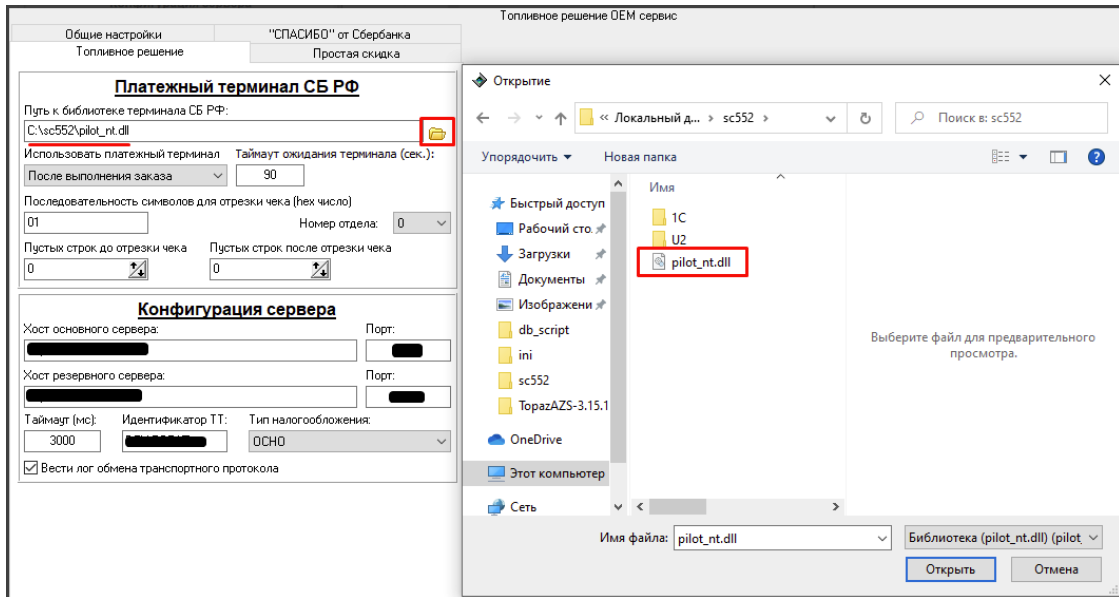 Топливное решение OEM сервис
Общие настройки
"СПАСИБО" от Сбербанка
Топливное решение
Простая скидка
Платежный терминал СБ РФ
Путь к библиотеке терминала СБ РФ:
C:\sc552\pilot_nt.dll
Использовать платежный терминал
Таймаут ожидания терминала (сек.):
После выполнения заказа
90
Последовательность символов для отрезки чека (hex число)
01
Номер отдела:
0
Пустых строк до отрезки чека
Пустых строк после отрезки чека
0
0
Конфигурация сервера
Хост основного сервера:
Порт:
Хост резервного сервера:
Порт:
Таймаут (мс):
Идентификатор ТТ:
Тип налогообложения:
3000
ОСНО
Вести лог обмена транспортного протокола
Открытие
« Локальный д... › sc552 ›
Поиск в: sc552
Упорядочить
Новая папка
Быстрый доступ
Рабочий сто.
Загрузки
Документы
Изображени
db_script
ini
sc552
TopazAZS-3.15.1
OneDrive
Этот компьютер
Сеть
Имя
1C
U2
pilot_nt.dll
Выберите файл для предварительного
просмотра.
Имя файла:
pilot_nt.dll
Библиотека (pilot_nt.dll) (pilot_
Открыть
Отмена